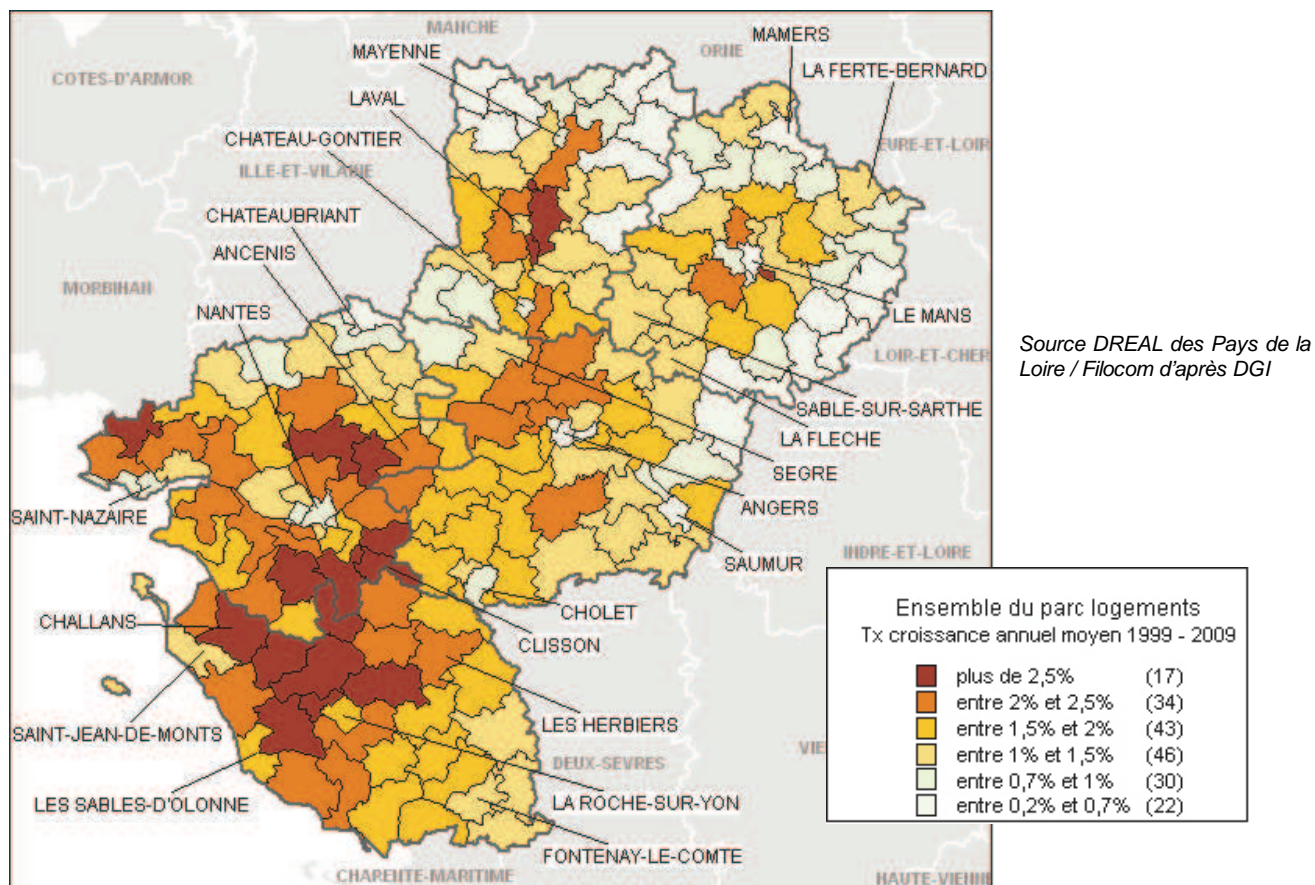 MANCHE
ORNE
MAMERS
MAYENNE
LA FERTE-BERNARD
COTES-D'ARMOR
LAVAL
CHATEAU-GONTIER
EURE-ET-LOIR
ILLE-ET-VILAINE
CHATEAUBRIANT
ANCENIS
MORBIHAN
NANTES
LE MANS
LOIR-ET-CHER
Source DREAL des Pays de la
Loire / Filocom d'après DGI
SABLE-SUR-SARTHE
LA FLECHE
SEGRE
ANGERS
SAINT-NAZAIRE
SAUMUR
INDRE-ET-LOIRE
CHOLET
CHALLANS
CLISSON
Ensemble du parc logements
Tx croissance annuel moyen 1999 - 2009
plus de 2,5% (17)
entre 2% et 2,5% (34)
entre 1,5% et 2% (43)
entre 1% et 1,5% (46)
entre 0,7% et 1% (30)
entre 0,2% et 0,7% (22)
LES HERBIERS
SAINT-JEAN-DE-MONTS
VIE
DEUX-SEVRES
LES SABLES-D'OLONNE
LA ROCHE-SUR-YON
FONTENAY-LE-COMTE
CHARENTE-MARITIME
HAUTE-VIENN